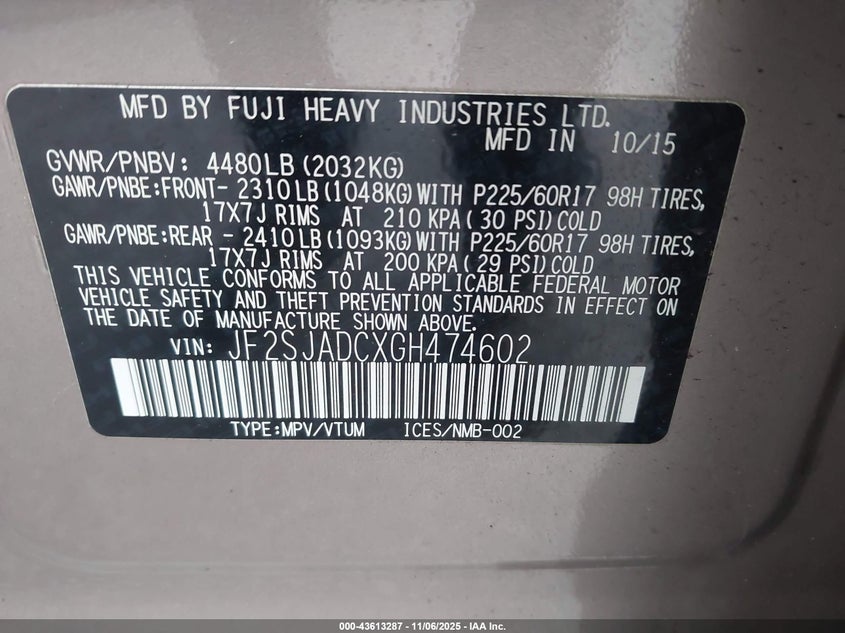 MFD BY FUJI HEAVY INDUSTRIES LTD.
MFD IN 10/15
GVWR/PNBV: 4480LB(2032KG)
GAWR/PNBE:FRONT- 2310LB(1048KG)WITH P225/60R17 98H TIRES,
17X7J RIMS AT 210 KPA(30 PSI)COLD
GAWR/PNBE:REAR - 2410LB(1093KG)WITH P225/60R17 98H TIRES,
17X7J RIMS AT 200 KPA(29 PSI)COLD
THIS VEHICLE CONFORMS TO ALL APPLICABLE FEDERAL MOTOR
VEHICLE SAFETY AND THEFT PREVENTION STANDARDS IN EFFECT ON
THE DATE OF MANUFACTURE SHOWN ABOVE.
VIN: JF2SJADCXGH474602
TYPE:MPV/VTUM ICES/NMB-002
000-43613287 - 11/06/2025 - IAA Inc.